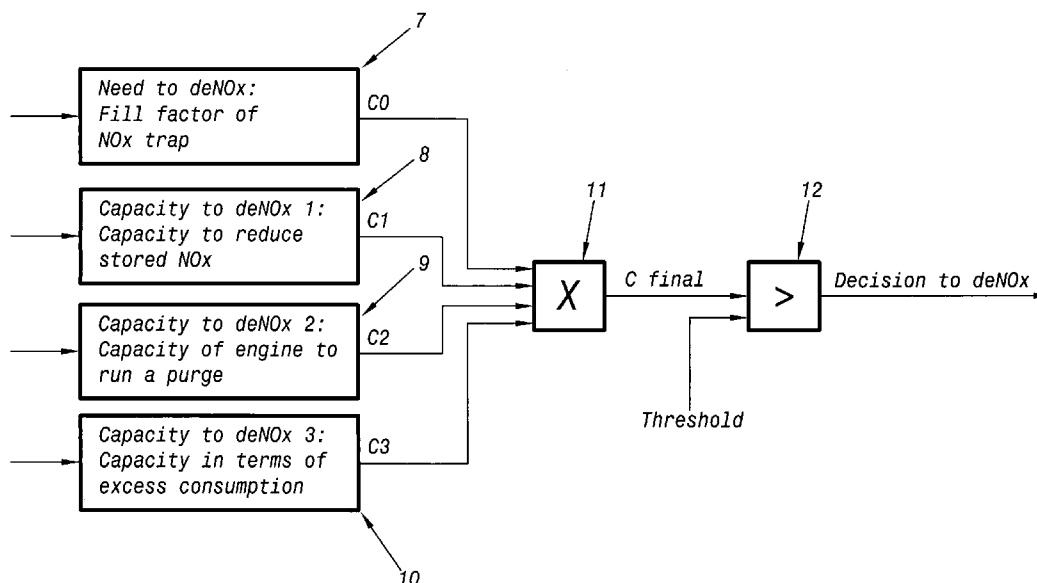 7
Need to deNOx:
Fill factor of
NOx trap
C0
8
Capacity to deNOx 1:
Capacity to reduce
stored NOx
C1
9
Capacity to deNOx 2:
Capacity of engine to
run a purge
C2
Capacity to deNOx 3:
Capacity in terms of
excess consumption
C3
10
11
X
C final
12
>
Decision to deNOx
Threshold